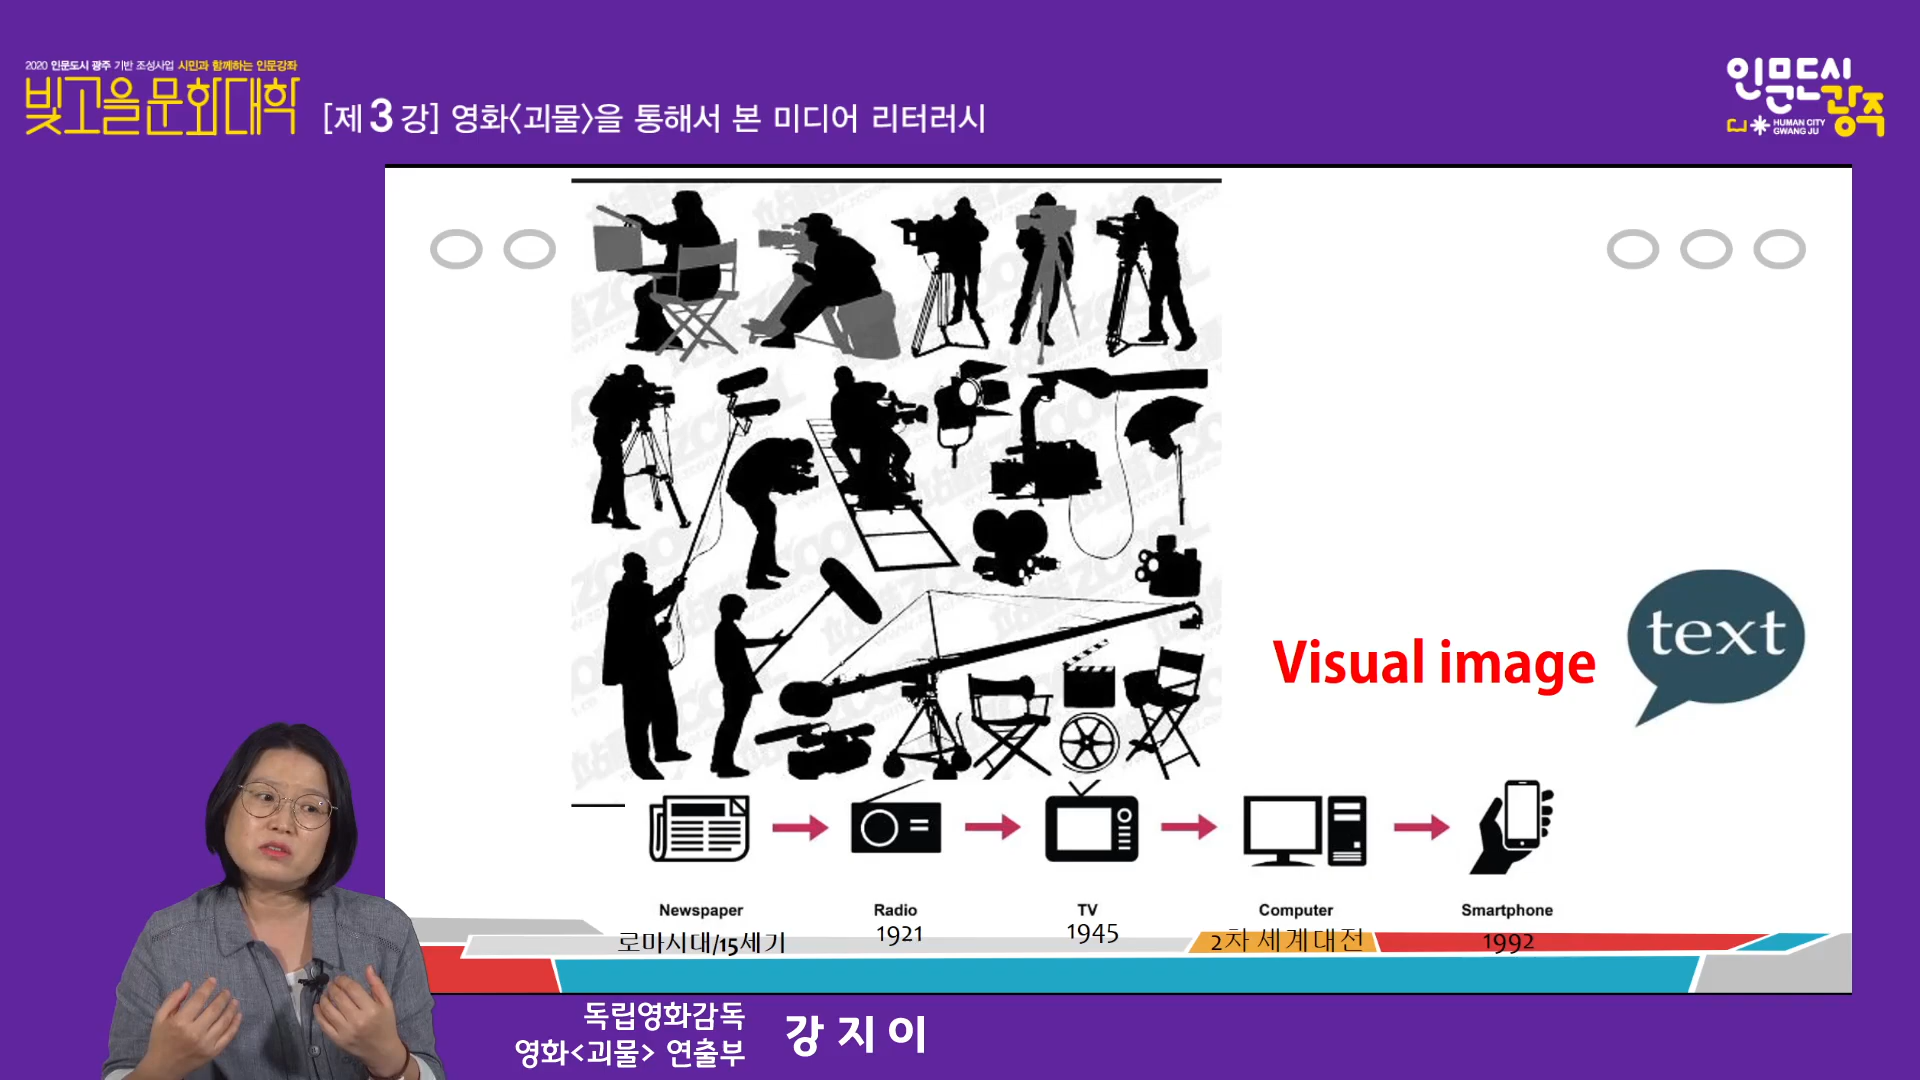 2020 인문도시 광주 기반 조성사업 시민과 함께하는 인문강좌
빛고을문화대학
[제3강] 영화<괴물>을 통해서 본 미디어 리터러시
인문도시
광주
HUMAN CITY
GWANG JU
Visual image
text
Newspaper
Radio
TV
Computer
Smartphone
로마시대/15세기
1921
1945
2차 세계대전
1992
독립영화감독
영화<괴물> 연출부
강지이